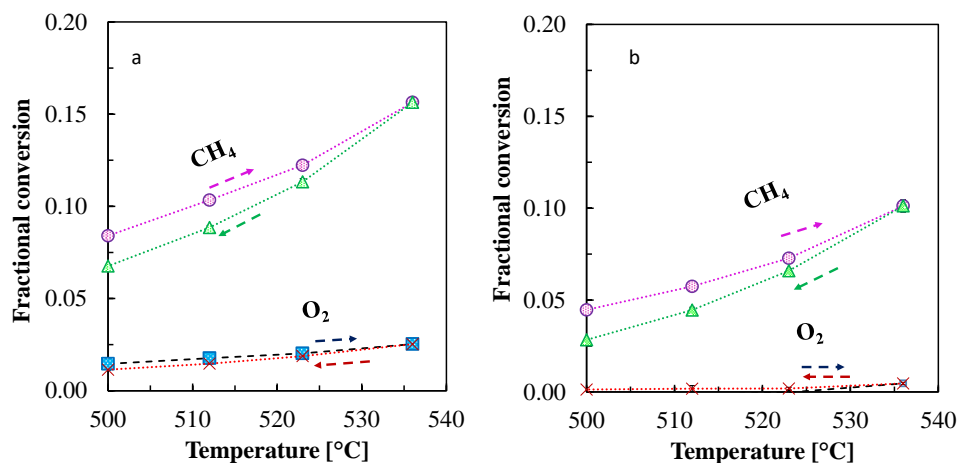 a
Fractional conversion
0.20
0.15
0.10
0.05
0.00
CH₄
O₂
500 510 520 530 540
Temperature [°C]
b
Fractional conversion
0.20
0.15
0.10
0.05
0.00
CH₄
O₂
500 510 520 530 540
Temperature [°C]